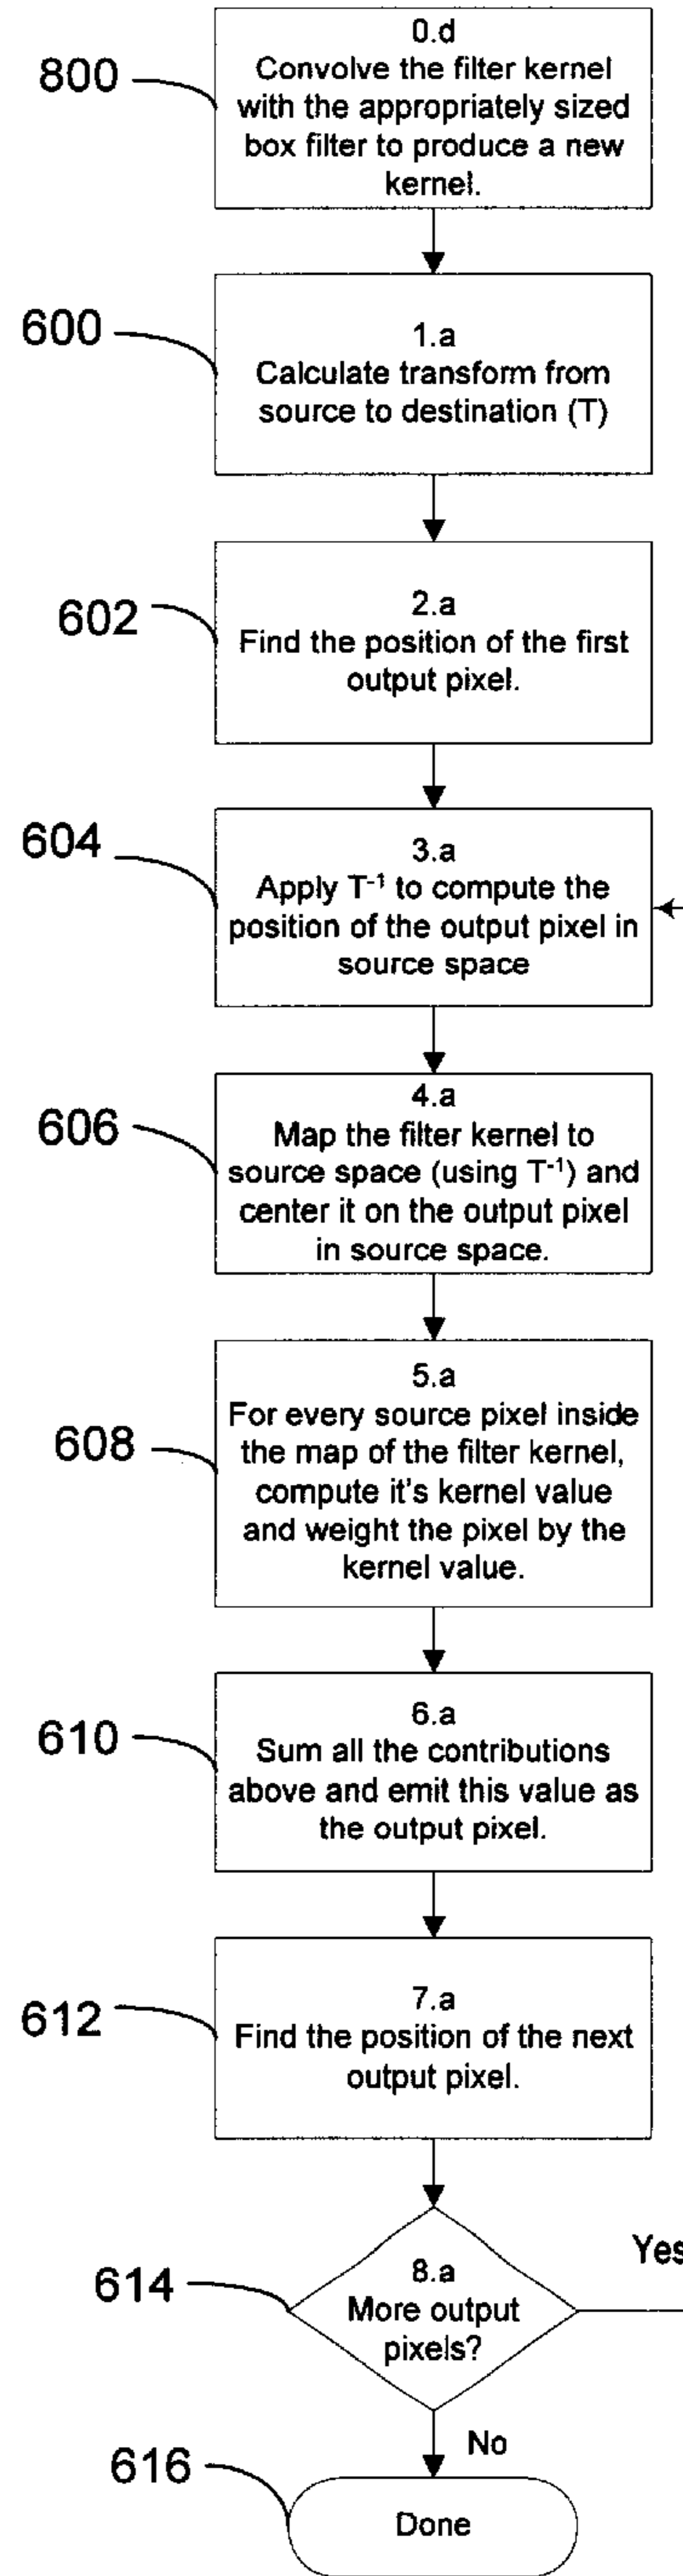 800
0.d
Convolve the filter kernel
with the appropriately sized
box filter to produce a new
kernel.
600
1.a
Calculate transform from
source to destination (T)
602
2.a
Find the position of the first
output pixel.
604
3.a
Apply T⁻¹ to compute the
position of the output pixel in
source space
606
4.a
Map the filter kernel to
source space (using T⁻¹) and
center it on the output pixel
in source space.
608
5.a
For every source pixel inside
the map of the filter kernel,
compute it's kernel value
and weight the pixel by the
kernel value.
610
6.a
Sum all the contributions
above and emit this value as
the output pixel.
612
7.a
Find the position of the next
output pixel.
614
8.a
More output
pixels?
Yes
No
616
Done